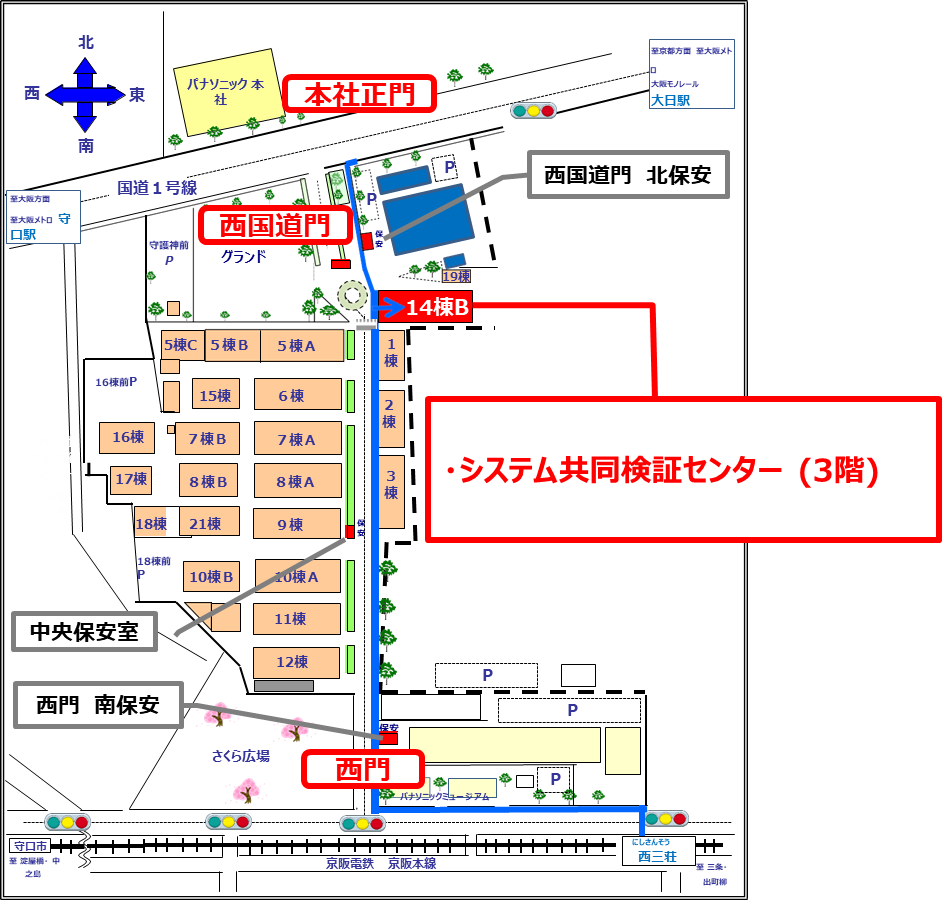 北
西
東
南
パナソニック 本
社
本社正門
至京都方面 至大阪メト
ロ
大阪モノレール
大日駅
国道１号線
至大阪方面
至大阪メトロ 守
口駅
P
P
西国道門 北保安
西国道門
保安
守護神前
P
グランド
19棟
14棟B
5棟C
５棟Ｂ
５棟Ａ
１棟
16棟前P
15棟
６棟
２棟
・システム共同検証センター (3階)
16棟
７棟Ｂ
７棟Ａ
17棟
８棟Ｂ
８棟Ａ
３棟
18棟
21棟
９棟
保安
18棟前
P
10棟Ｂ
10棟Ａ
中央保安室
11棟
12棟
P
西門 南保安
P
保安
さくら広場
西門
P
パナソニックミュージアム
守口市
至 淀屋橋・ 中
之島
京阪電鉄 京阪本線
にしさんそう
西三荘
至 三条・
出町柳